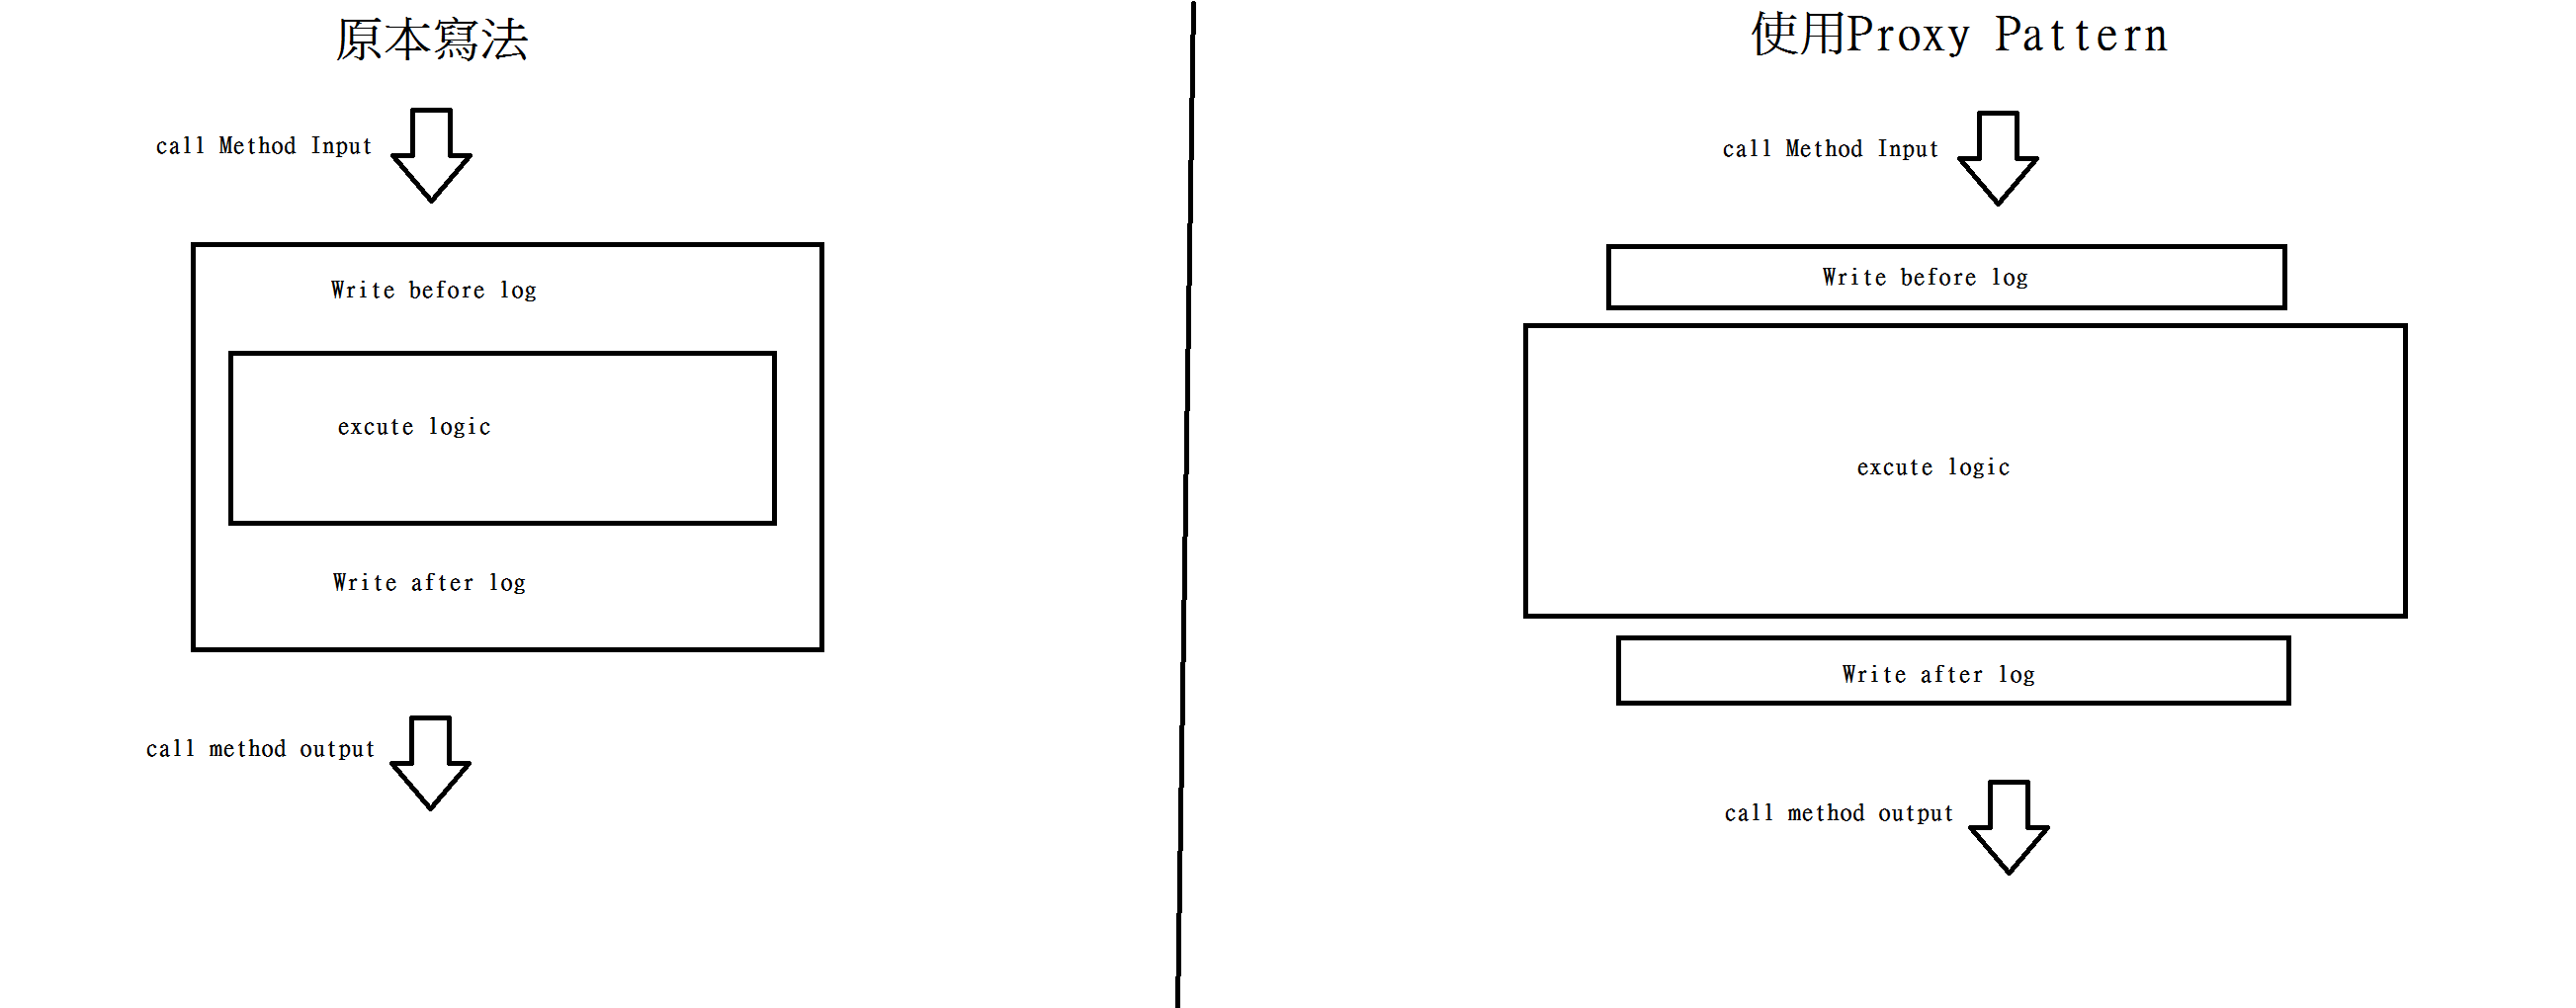 原本寫法
call Method Input
Write before log
excute logic
Write after log
call method output
使用Proxy Pattern
call Method Input
Write before log
excute logic
Write after log
call method output